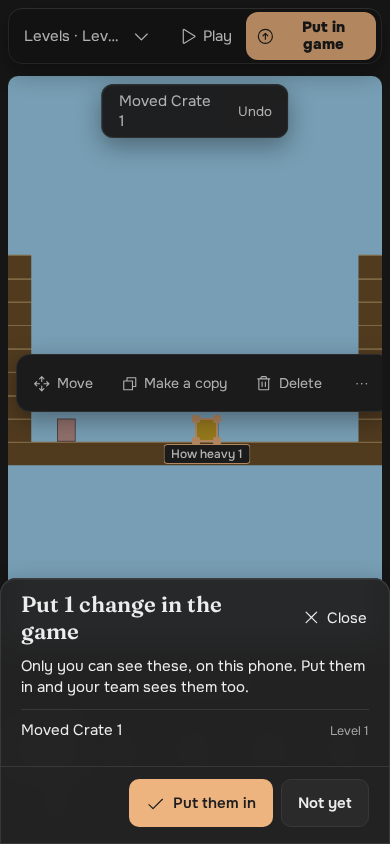 Levels · Lev...
Play
Put in
game
Moved Crate
1
Undo
Move
Make a copy
Delete
...
How heavy 1
Put 1 change in the
game
Close
Only you can see these, on this phone. Put them
in and your team sees them too.
Moved Crate 1
Level 1
Put them in
Not yet